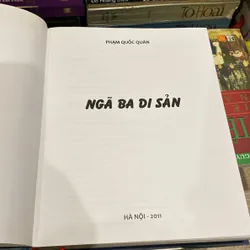 PHẠM QUỐC QUÂN
NGÃ BA DI SẢN
HÀ NỘI - 2011